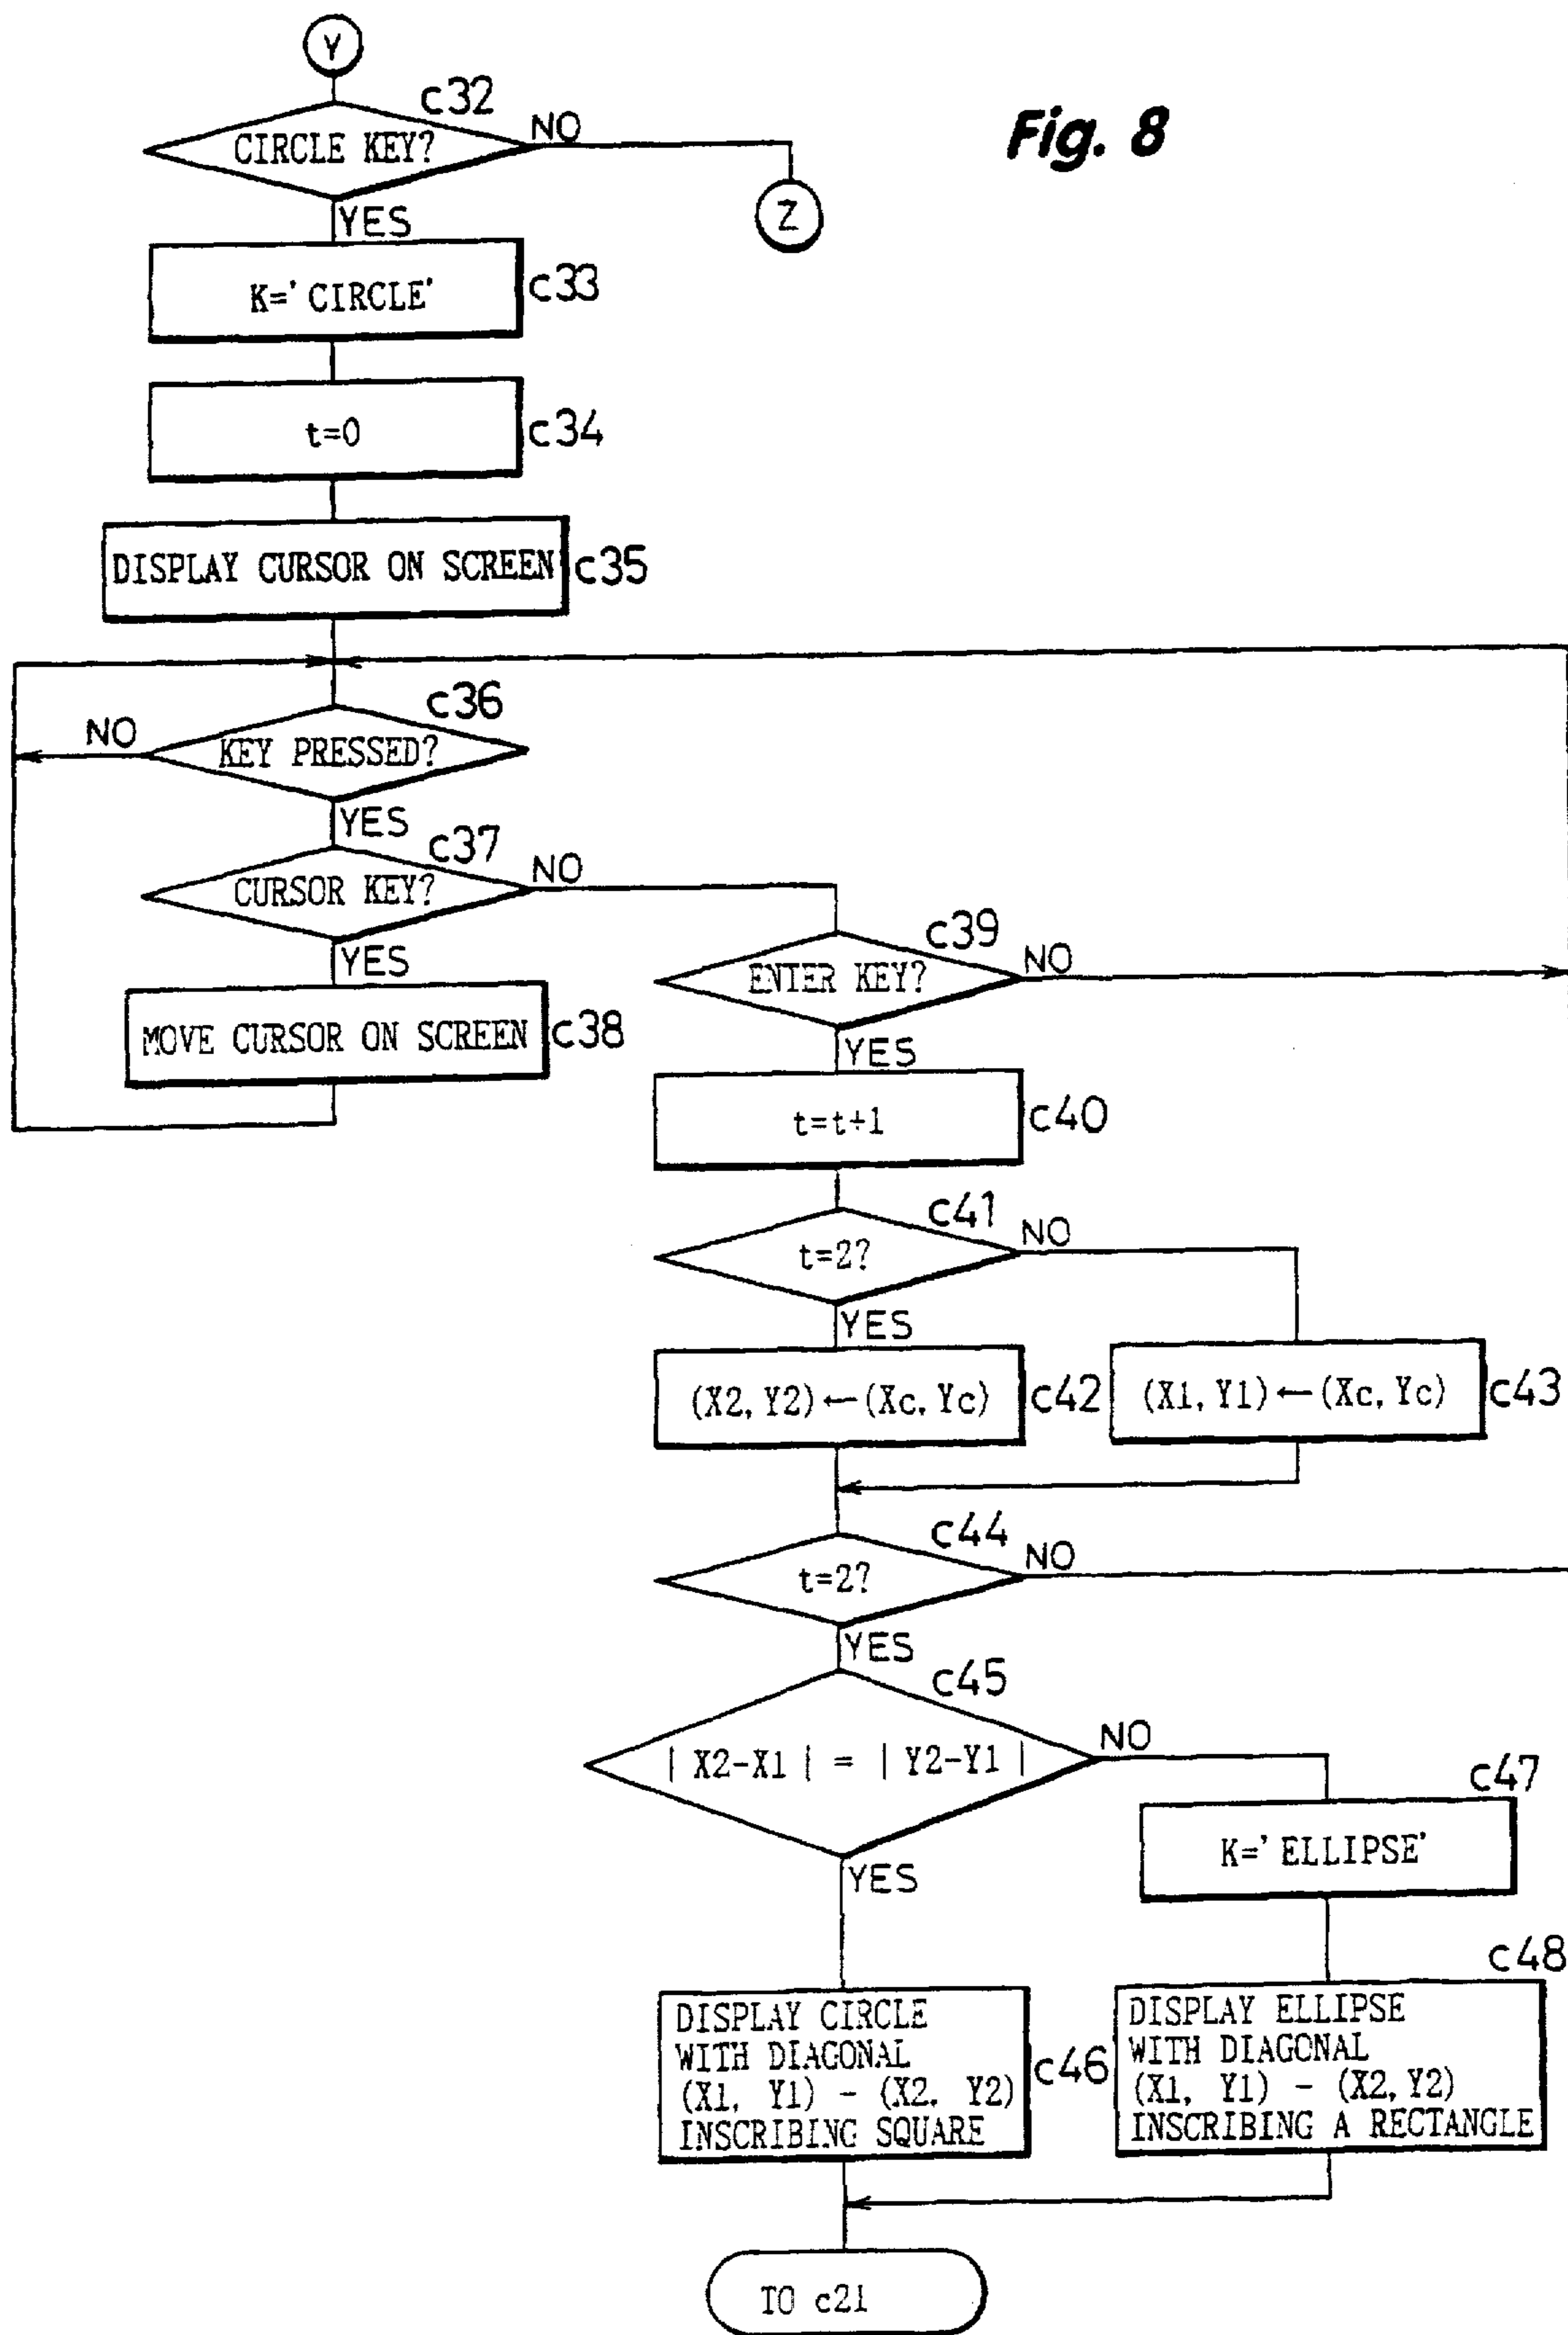 Y
Fig. 8
c32
CIRCLE KEY?
NO
Z
YES
K='CIRCLE'
c33
t=0
c34
DISPLAY CURSOR ON SCREEN
c35
c36
NO
KEY PRESSED?
YES
c37
CURSOR KEY?
NO
YES
c39
ENTER KEY?
NO
MOVE CURSOR ON SCREEN
c38
YES
t=t+1
c40
c41
t=2?
NO
YES
(X2, Y2)←(Xc, Yc)
c42
(X1, Y1)←(Xc, Yc)
c43
c44
t=2?
NO
YES
c45
| X2-X1 | = | Y2-Y1 |
NO
YES
c47
K='ELLIPSE'
c46
DISPLAY CIRCLE
WITH DIAGONAL
(X1, Y1) - (X2, Y2)
INSCRIBING SQUARE
c48
DISPLAY ELLIPSE
WITH DIAGONAL
(X1, Y1) - (X2, Y2)
INSCRIBING A RECTANGLE
TO c21